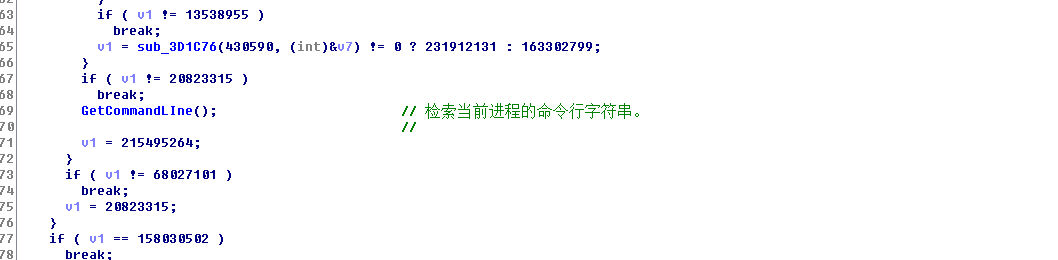 63 if ( v1 != 13538955 )
64 break;
65 v1 = sub_3D1C76(430590, (int)&v7) != 0 ? 231912131 : 163302799;
66 }
67 if ( v1 != 20823315 )
68 break;
69 GetCommandLIne(); // 检索当前进程的命令行字符串。
70 //
71 v1 = 215495264;
72 }
73 if ( v1 != 68027101 )
74 break;
75 v1 = 20823315;
76 }
77 if ( v1 == 158030502 )
78 break;